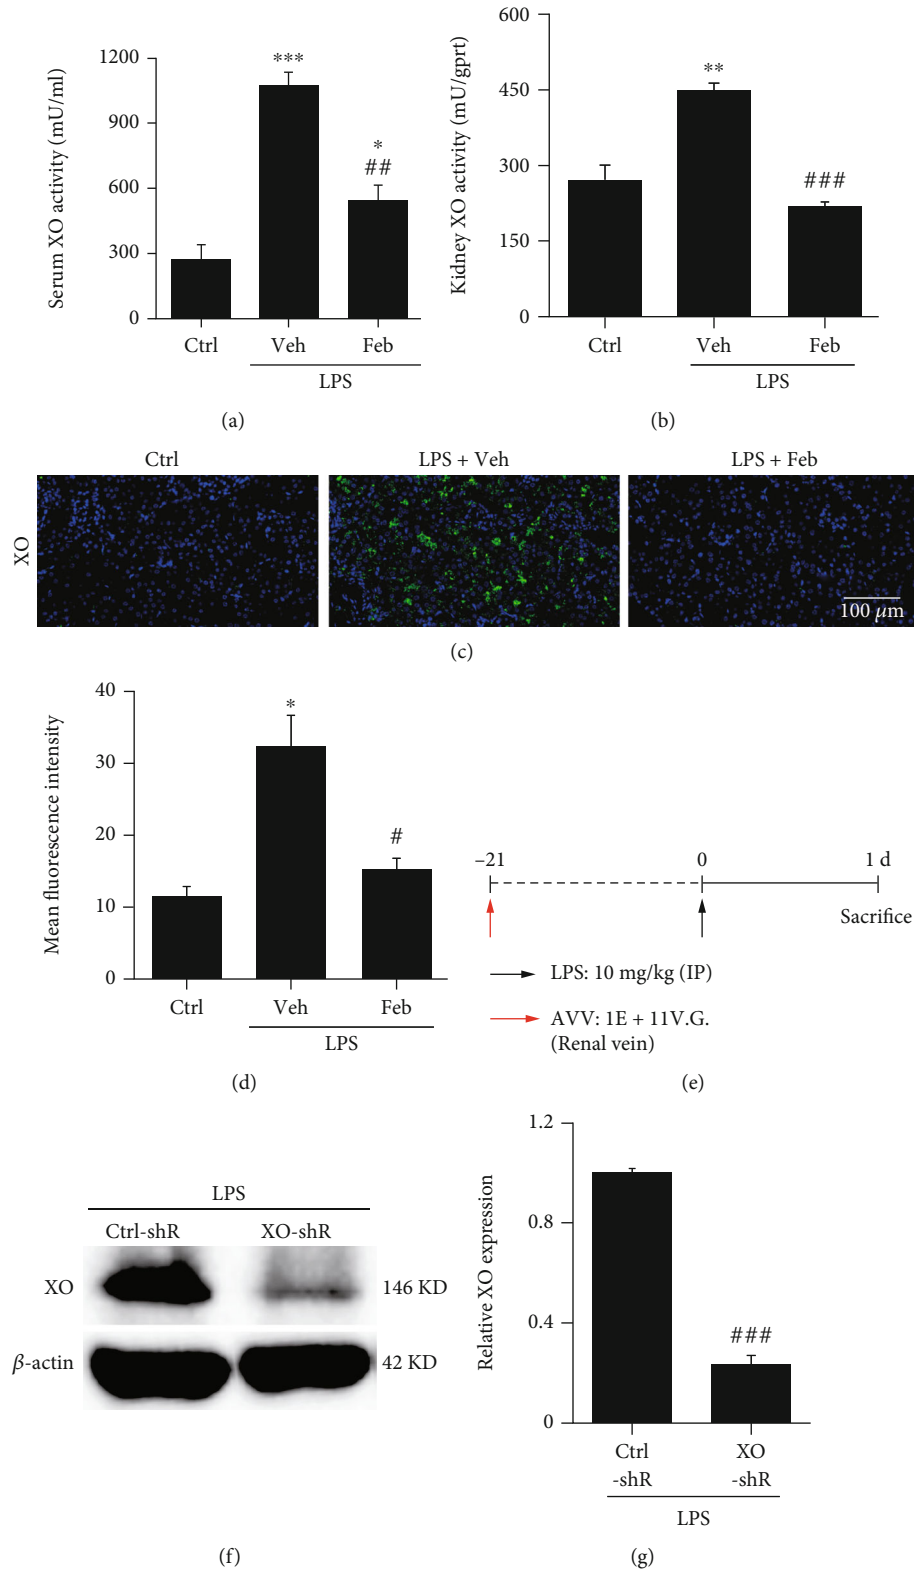 Serum XO activity (mU/ml)
1200
900
600
300
0
***
*
##
Ctrl
Veh
Feb
LPS
(a)
Kidney XO activity (mU/gprt)
600
450
300
150
0
**
###
Ctrl
Veh
Feb
LPS
(b)
Ctrl
LPS + Veh
LPS + Feb
XO
100 μm
(c)
Mean fluorescence intensity
40
30
20
10
0
*
#
Ctrl
Veh
Feb
LPS
(d)
–21
0
1 d
Sacrifice
LPS: 10 mg/kg (IP)
AVV: 1E + 11V.G.
(Renal vein)
(e)
LPS
Ctrl-shR
XO-shR
XO
146 KD
β-actin
42 KD
(f)
Relative XO expression
1.2
0.8
0.4
0
###
Ctrl
-shR
XO
-shR
LPS
(g)